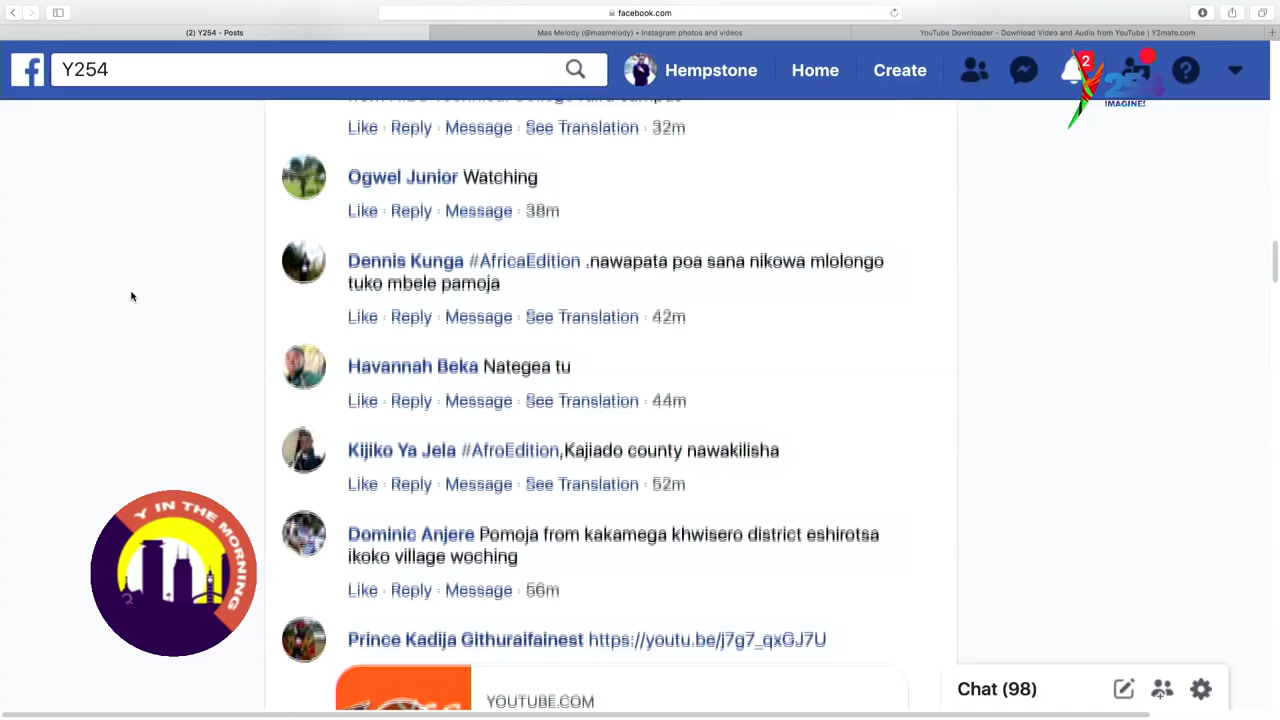 facebook.com
(2) Y254 - Posts
Mas Melody (@masmelody) • Instagram photos and videos
YouTube Downloader - Download Video and Audio from YouTube | Y2mate.com
Y254
Hempstone
Home
Create
2
254
IMAGINE!
Like · Reply · Message · See Translation · 32m
Ogwel Junior Watching
Like · Reply · Message · 38m
Dennis Kunga #AfricaEdition .nawapata poa sana nikowa mlolongo
tuko mbele pamoja
Like · Reply · Message · See Translation · 42m
Havannah Beka Nategea tu
Like · Reply · Message · See Translation · 44m
Kijiko Ya Jela #AfroEdition,Kajiado county nawakilisha
Like · Reply · Message · See Translation · 52m
Dominic Anjere Pomoja from kakamega khwisero district eshirotsa
ikoko village woching
Like · Reply · Message · 56m
Y IN THE MORNING
Prince Kadija Githuraifainest https://youtu.be/j7g7_qxGJ7U
YOUTUBE.COM
Chat (98)